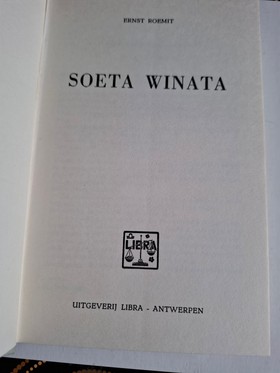 ERNST ROEMIT
SOETA WINATA
LIBRA
UITGEVERIJ LIBRA - ANTWERPEN